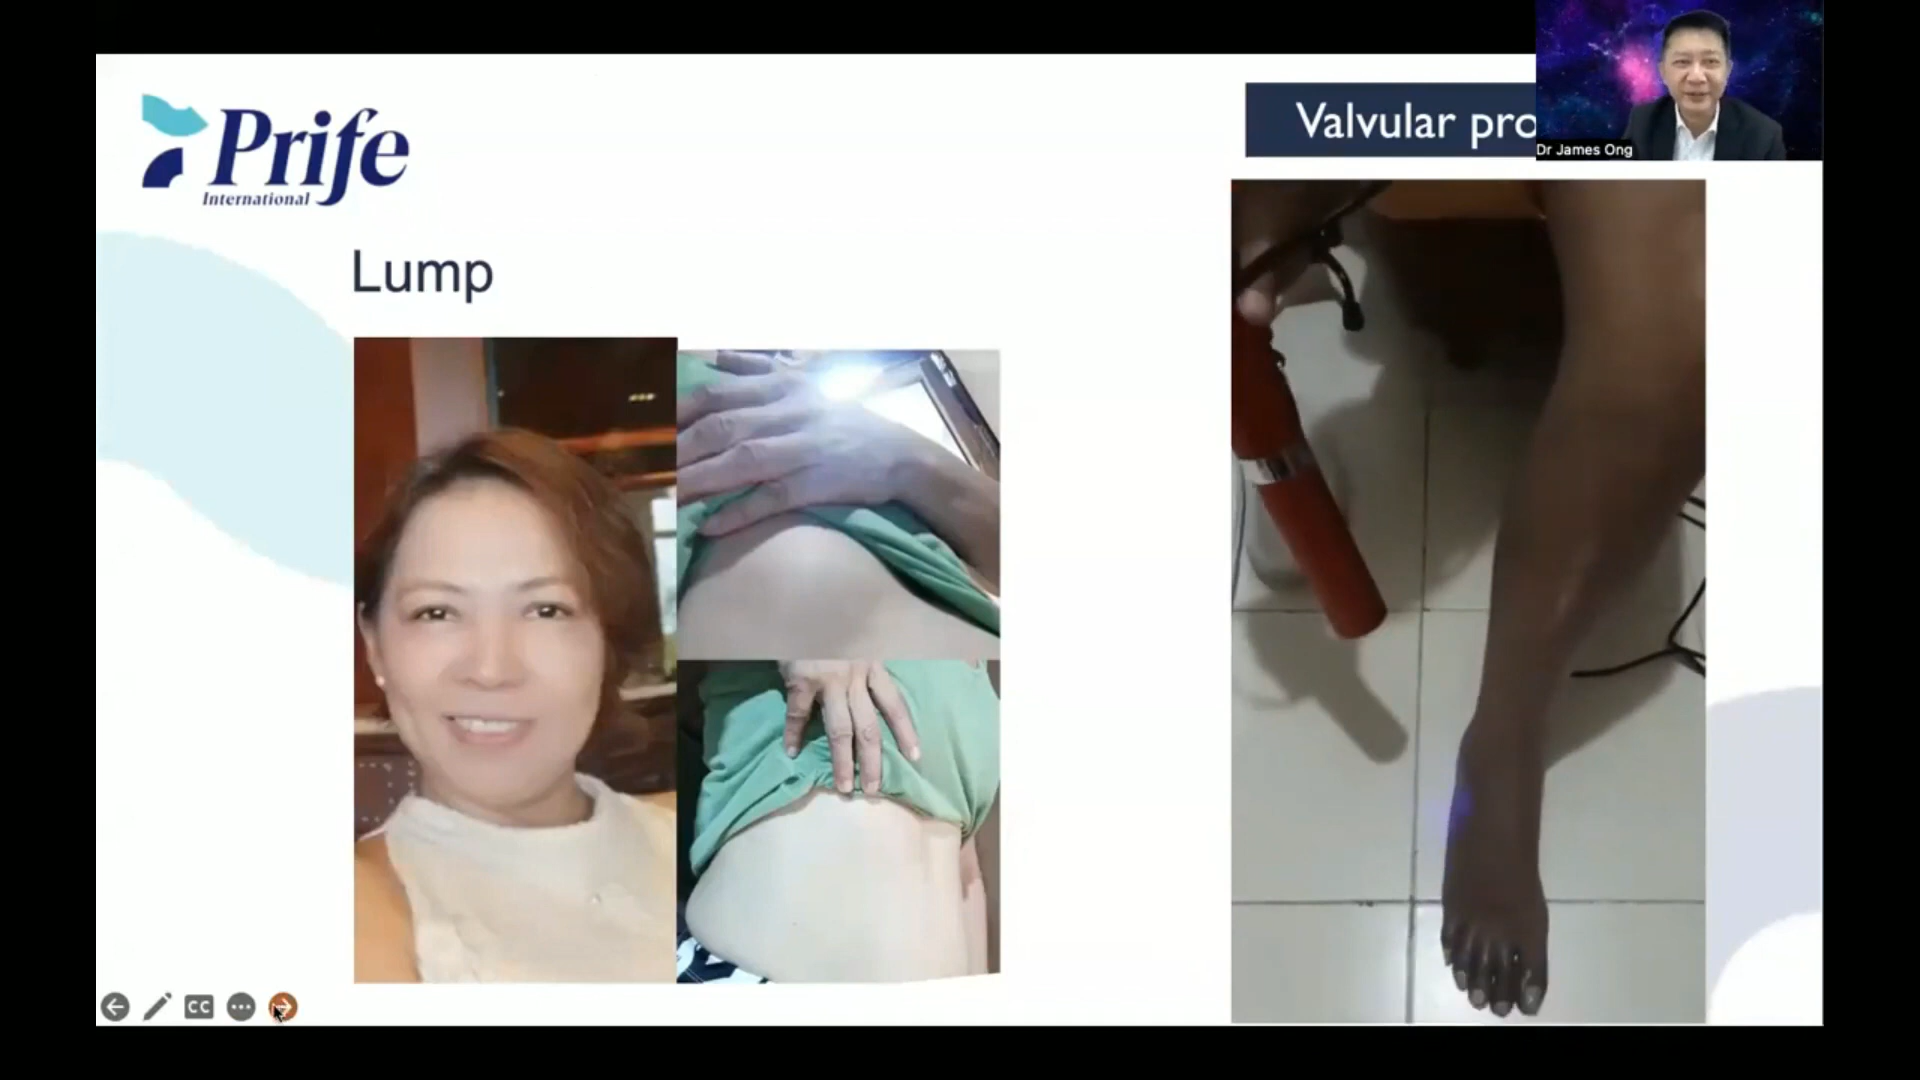 Prife
International
Valvular pro
Dr James Ong
Lump
CC